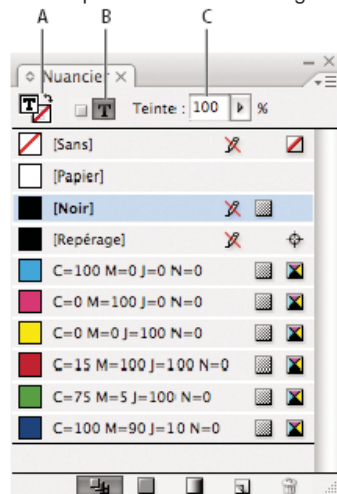 A B C
Nuancier
T T Teinte : 100 %
[Sans]
[Papier]
[Noir]
[Repérage]
C=100 M=0 J=0 N=0
C=0 M=100 J=0 N=0
C=0 M=0 J=100 N=0
C=15 M=100 J=100 N=0
C=75 M=5 J=100 N=0
C=100 M=90 J=10 N=0